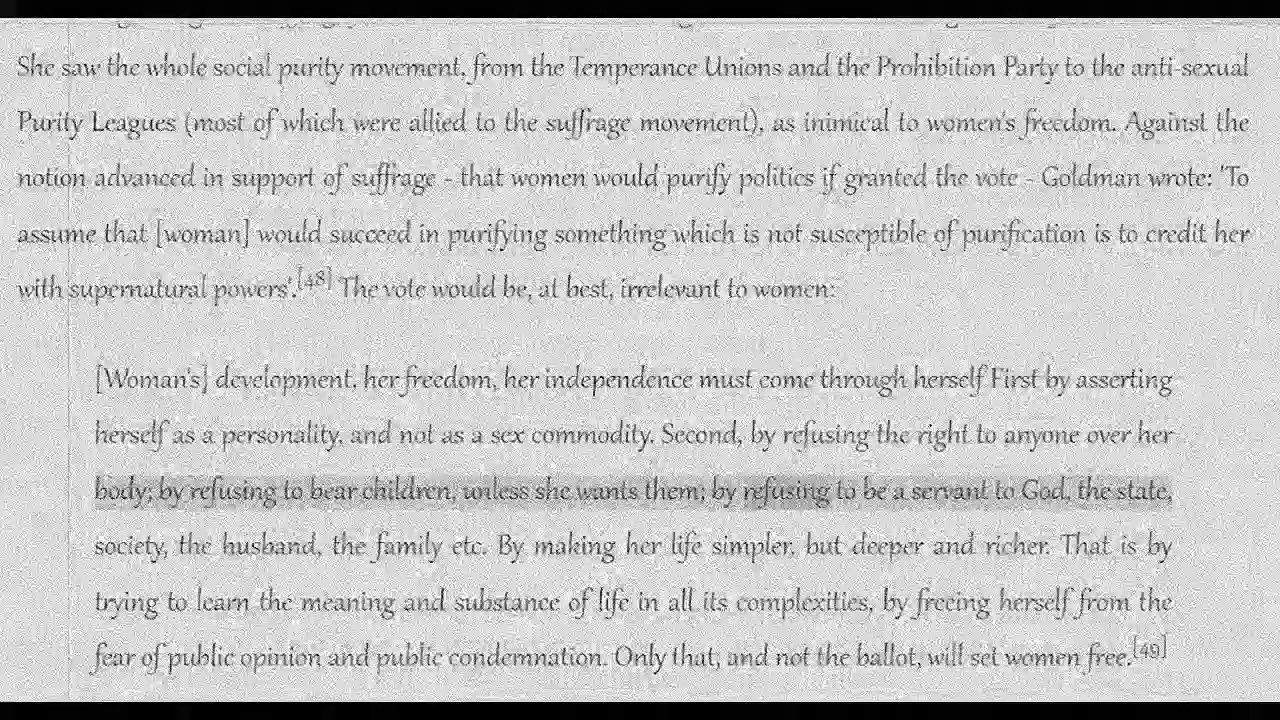 She saw the whole social purity movement, from the Temperance Unions and the Prohibition Party to the anti-sexual
Purity Leagues (most of which were allied to the suffrage movement), as inimical to women's freedom. Against the
notion advanced in support of suffrage - that women would purify politics if granted the vote - Goldman wrote: 'To
assume that [woman] would succeed in purifying something which is not susceptible of purification is to credit her
with supernatural powers'.[48] The vote would be, at best, irrelevant to women:
[Woman's] development, her freedom, her independence must come through herself First by asserting
herself as a personality, and not as a sex commodity. Second, by refusing the right to anyone over her
body; by refusing to bear children, unless she wants them; by refusing to be a servant to God, the state,
society, the husband, the family etc. By making her life simpler, but deeper and richer. That is by
trying to learn the meaning and substance of life in all its complexities, by freeing herself from the
fear of public opinion and public condemnation. Only that, and not the ballot, will set women free.[49]